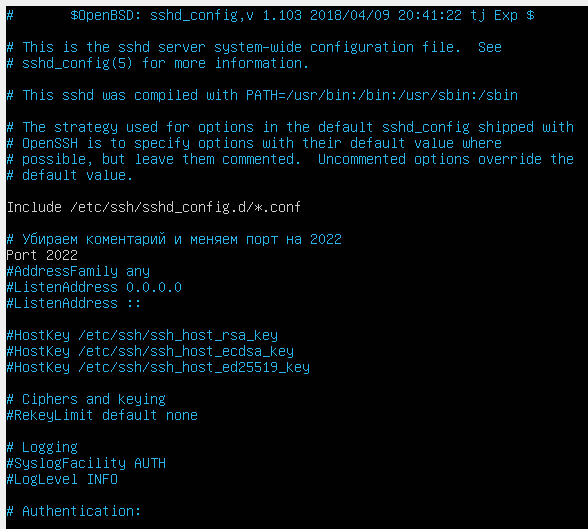 #       $OpenBSD: sshd_config,v 1.103 2018/04/09 20:41:22 tj Exp $
# This is the sshd server system-wide configuration file.  See
# sshd_config(5) for more information.
# This sshd was compiled with PATH=/usr/bin:/bin:/usr/sbin:/sbin
# The strategy used for options in the default sshd_config shipped with
# OpenSSH is to specify options with their default value where
# possible, but leave them commented.  Uncommented options override the
# default value.
Include /etc/ssh/sshd_config.d/*.conf
# Убираем коментарий и меняем порт на 2022
Port 2022
#AddressFamily any
#ListenAddress 0.0.0.0
#ListenAddress ::
#HostKey /etc/ssh/ssh_host_rsa_key
#HostKey /etc/ssh/ssh_host_ecdsa_key
#HostKey /etc/ssh/ssh_host_ed25519_key
# Ciphers and keying
#RekeyLimit default none
# Logging
#SyslogFacility AUTH
#LogLevel INFO
# Authentication: